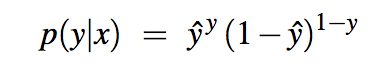 p(y|x) = ŷ^y (1−ŷ)^{1−y}